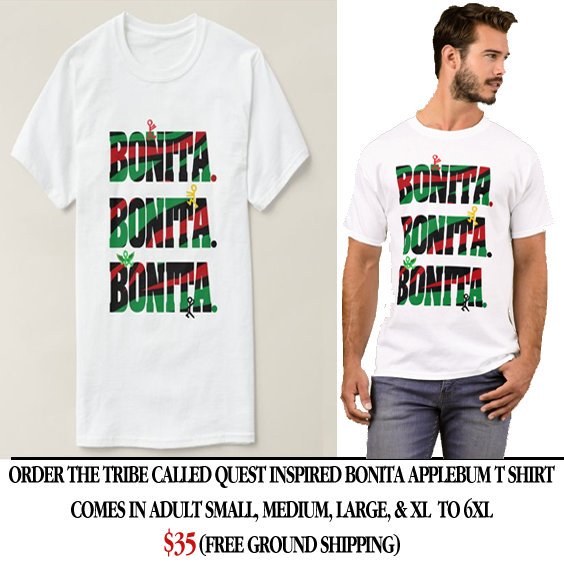 BONITA.
BONITA.
BONITA.
BONITA.
BONITA.
BONITA.
ORDER THE TRIBE CALLED QUEST INSPIRED BONITA APPLEBUM T SHIRT
COMES IN ADULT SMALL, MEDIUM, LARGE, & XL TO 6XL
$35 (FREE GROUND SHIPPING)